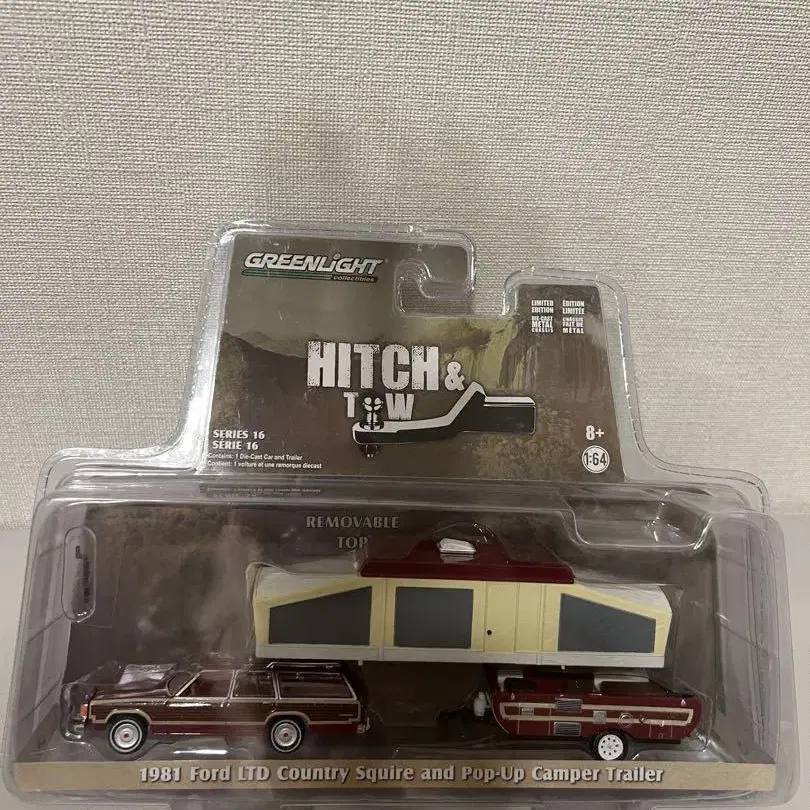 GREENLiGHT
collectibles
LIMITED EDITION
ÉDITION LIMITÉE
DIE-CAST METAL CHASSIS
CHÂSSIS FAIT DE MÉTAL
HITCH &
TOW
SERIES 16
SERIE 16
Contains: 1 Die-Cast Car and Trailer
Contient: 1 voiture et une remorque diecast
8+
1:64
REMOVABLE
TOP
1981 Ford LTD Country Squire and Pop-Up Camper Trailer